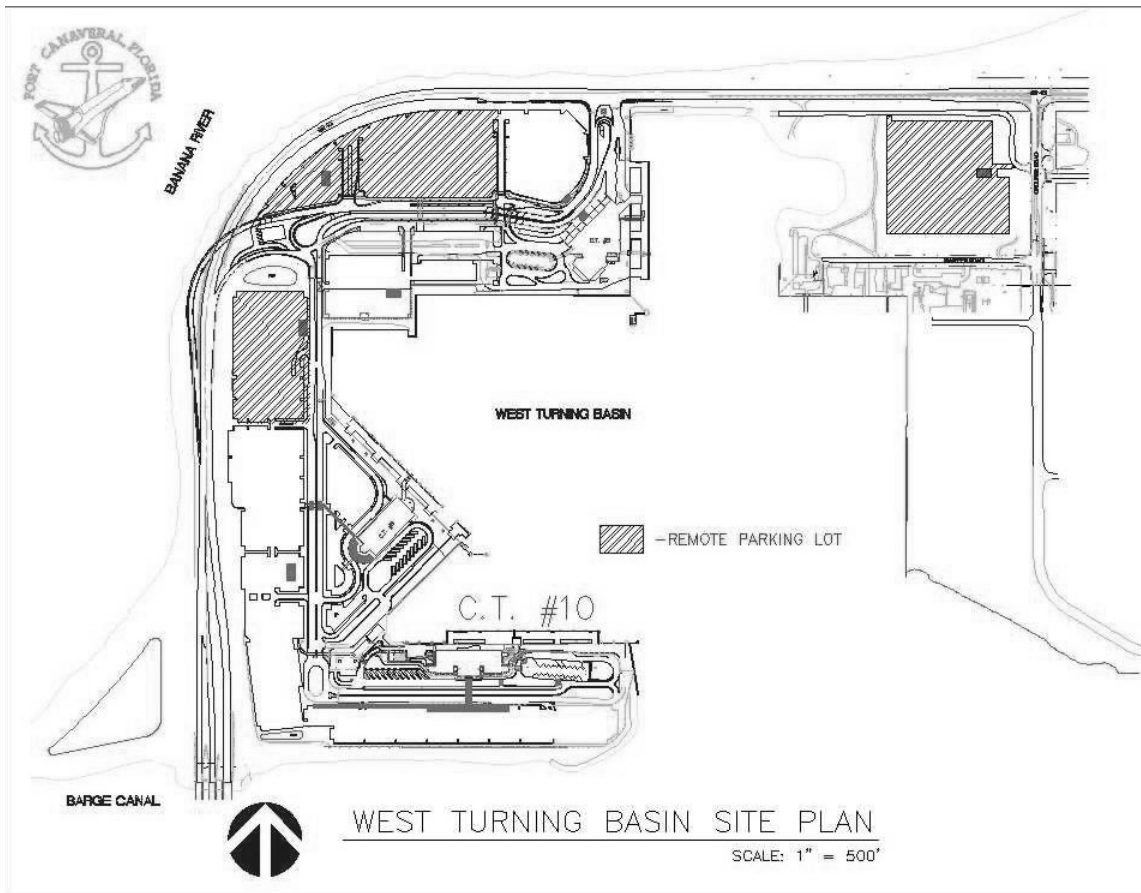 PORT CANAVERAL FLORIDA
BANANA RIVER
WEST TURNING BASIN
-REMOTE PARKING LOT
C.T. #10
BARGE CANAL
WEST TURNING BASIN SITE PLAN
SCALE: 1" = 500'